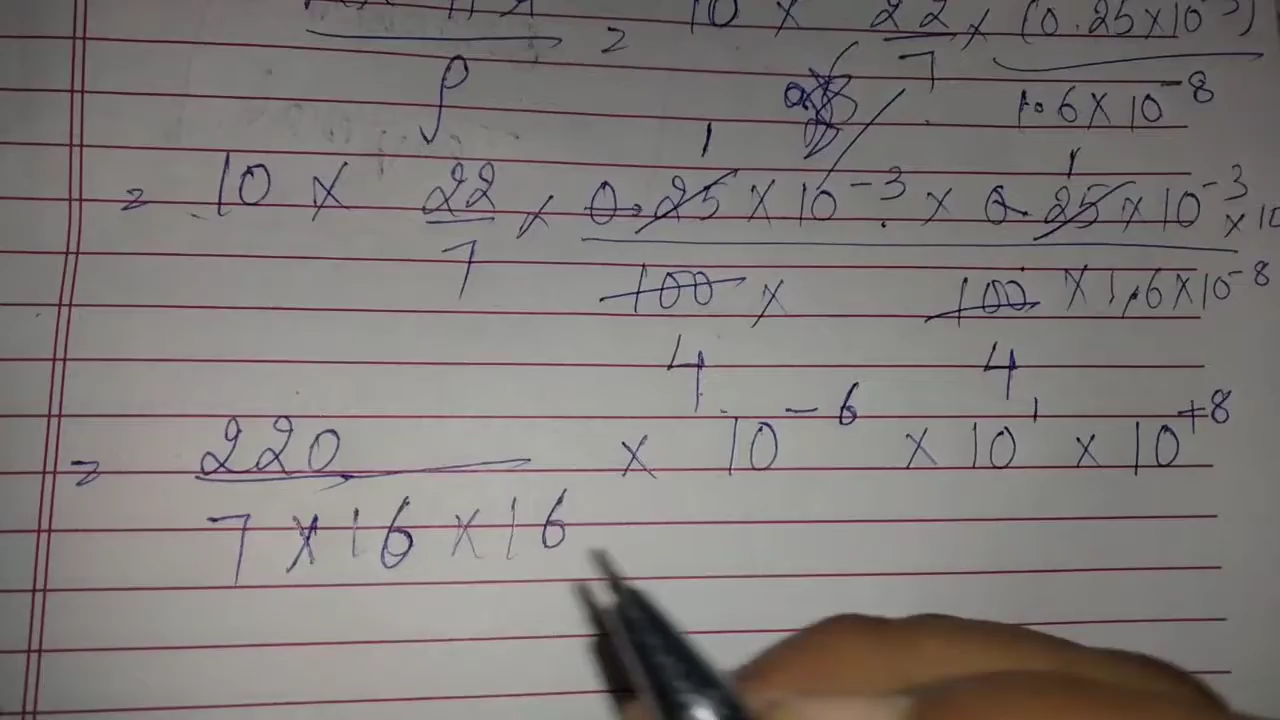 = 10 × 22/7 × (0.25×10⁻³)
ρ 1.6×10⁻⁸
= 10 × 22/7 × 0.25 × 10⁻³ × 0.25 × 10⁻³ × 10
100 × 100 × 1.6×10⁻⁸
4 4
= 220 × 10⁻⁶ × 10¹ × 10⁺⁸
7 × 16 × 16